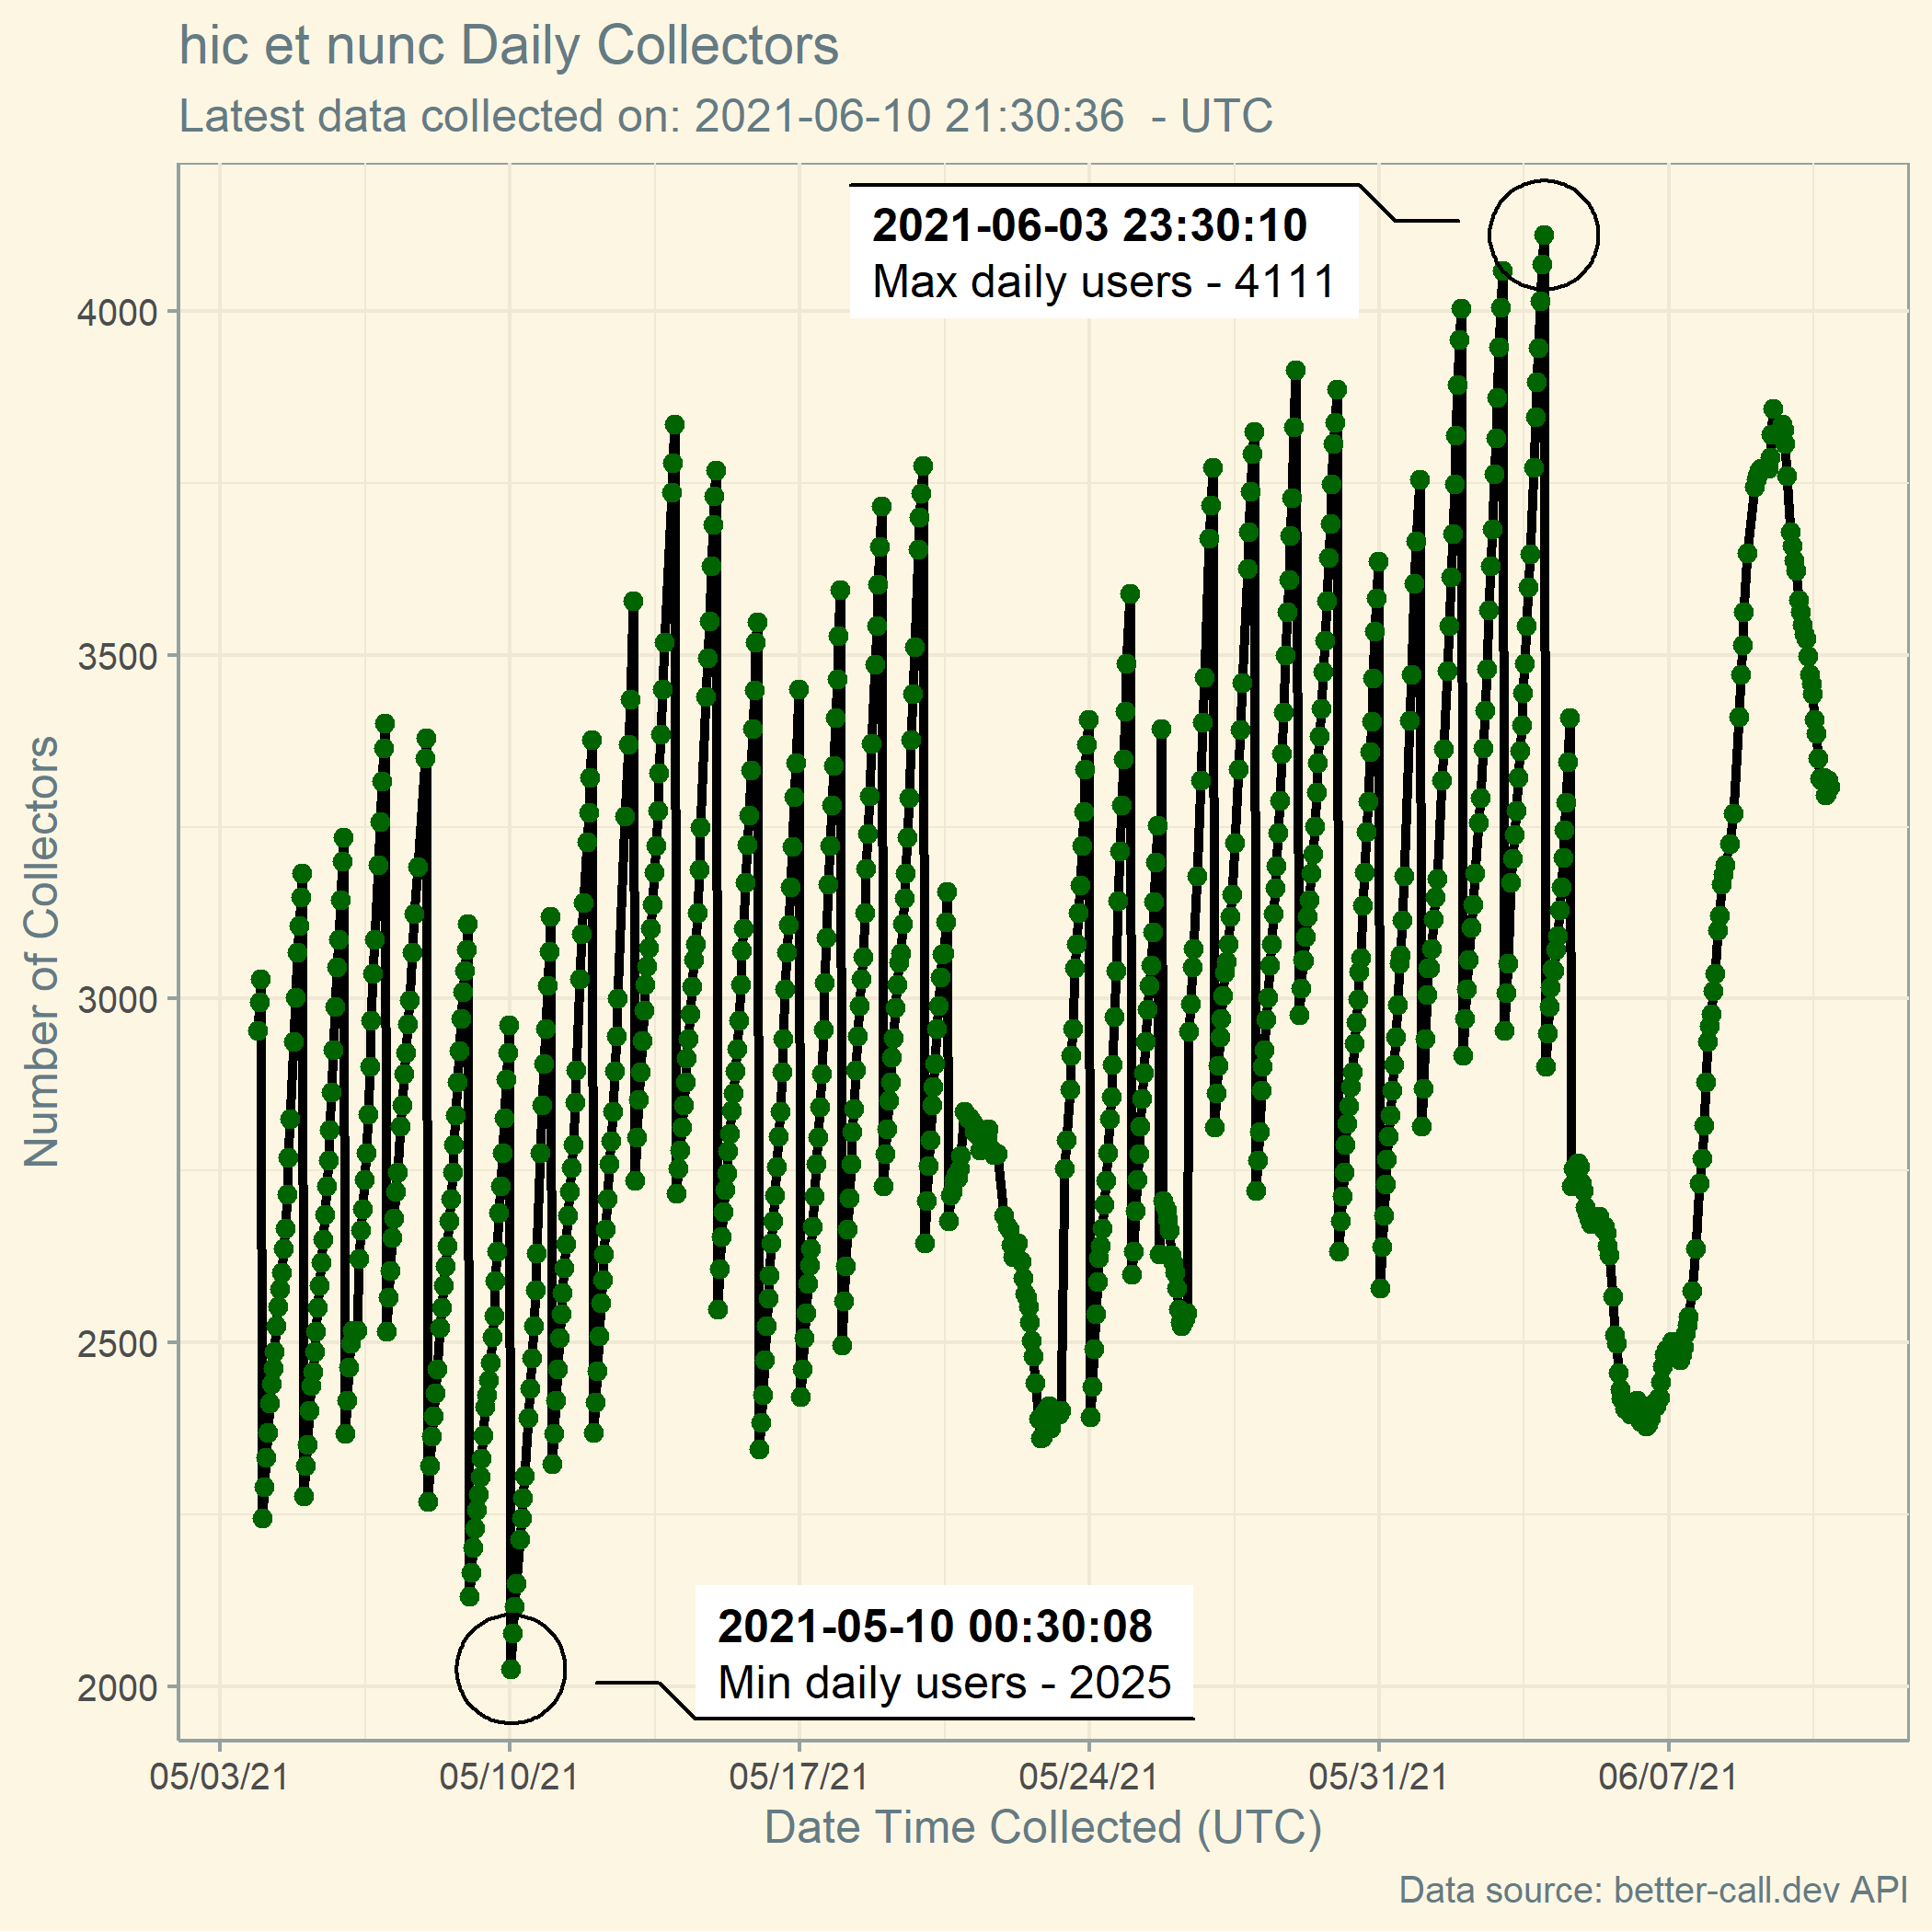 hic et nunc Daily Collectors
Latest data collected on: 2021-06-10 21:30:36  - UTC
2021-06-03 23:30:10
Max daily users - 4111
4000
3500
3000
2500
2000
Number of Collectors
2021-05-10 00:30:08
Min daily users - 2025
05/03/21 05/10/21 05/17/21 05/24/21 05/31/21 06/07/21
Date Time Collected (UTC)
Data source: better-call.dev API